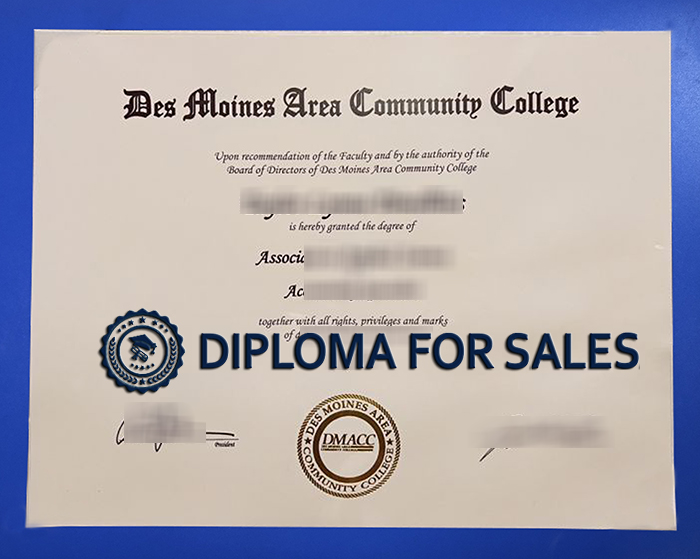 Des Moines Area Community College
Upon recommendation of the Faculty and by the authority of the
Board of Directors of Des Moines Area Community College
is hereby granted the degree of
together with all rights, privileges and marks
of
DIPLOMA FOR SALES
President
DES MOINES AREA
DMACC
COMMUNITY COLLEGE